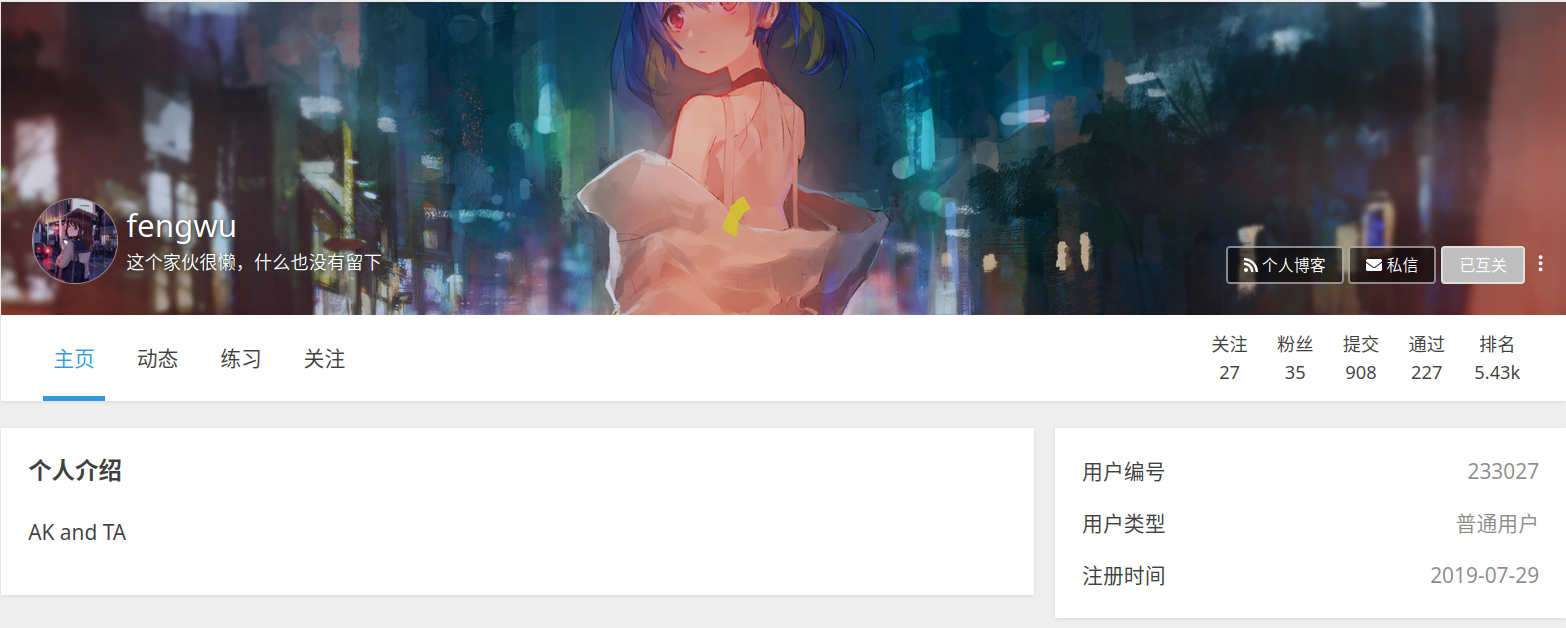 fengwu
这个家伙很懒，什么也没有留下
个人博客 私信 已互关
主页 动态 练习 关注
关注 粉丝 提交 通过 排名
27 35 908 227 5.43k
个人介绍
AK and TA
用户编号 233027
用户类型 普通用户
注册时间 2019-07-29